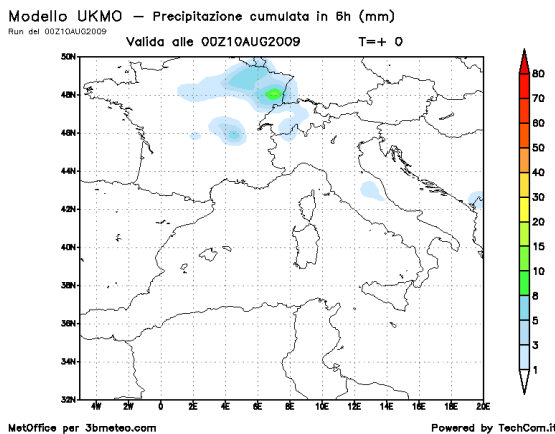 Modello UKMO – Precipitazione cumulata in 6h (mm)
Run del 00Z10AUG2009
Valida alle 00Z10AUG2009 T=+ 0
50N
48N
46N
44N
42N
40N
38N
36N
34N
32N
4W 2W 0 2E 4E 6E 8E 10E 12E 14E 16E 18E 20E
80
70
60
50
40
30
20
15
10
8
5
3
1
MetOffice per 3bmeteo.com Powered by TechCom.it